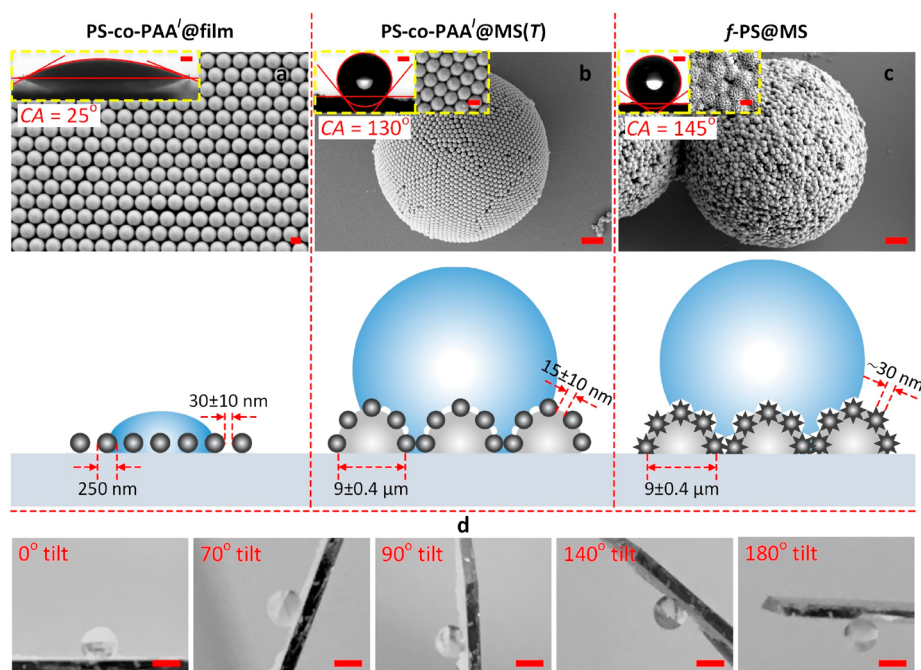 PS-co-PAAˡ@film
PS-co-PAAˡ@MS(T)
f-PS@MS
a
CA = 25°
b
CA = 130°
c
CA = 145°
30±10 nm
250 nm
15±10 nm
9±0.4 μm
~30 nm
9±0.4 μm
d
0° tilt
70° tilt
90° tilt
140° tilt
180° tilt